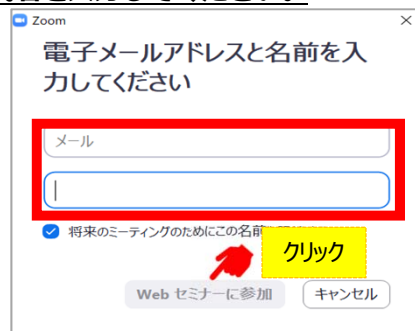 Zoom
電子メールアドレスと名前を入
力してください
メール
将来のミーティングのためにこの名前
クリック
Web セミナーに参加
キャンセル